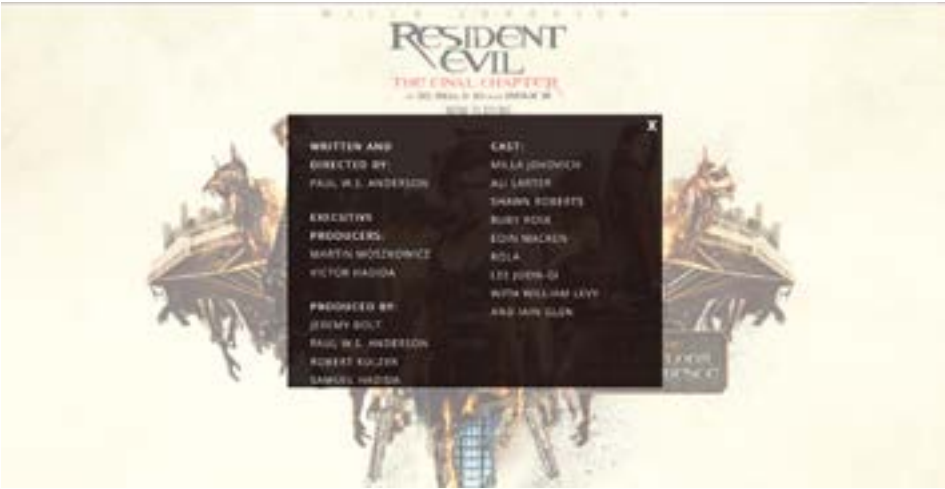 MILLA JOVOVICH
RESIDENT
EVIL
THE FINAL CHAPTER
X
WRITTEN AND
DIRECTED BY:
PAUL W.S. ANDERSON
EXECUTIVE
PRODUCERS:
MARTIN MOSZKOWICZ
VICTOR HADIDA
PRODUCED BY:
JEREMY BOLT
PAUL W.S. ANDERSON
ROBERT KULZER
SAMUEL HADIDA
CAST:
MILLA JOVOVICH
ALI LARTER
SHAWN ROBERTS
RUBY ROSE
EOIN MACKEN
ROLA
LEE JOON-GI
WITH WILLIAM LEVY
AND IAIN GLEN